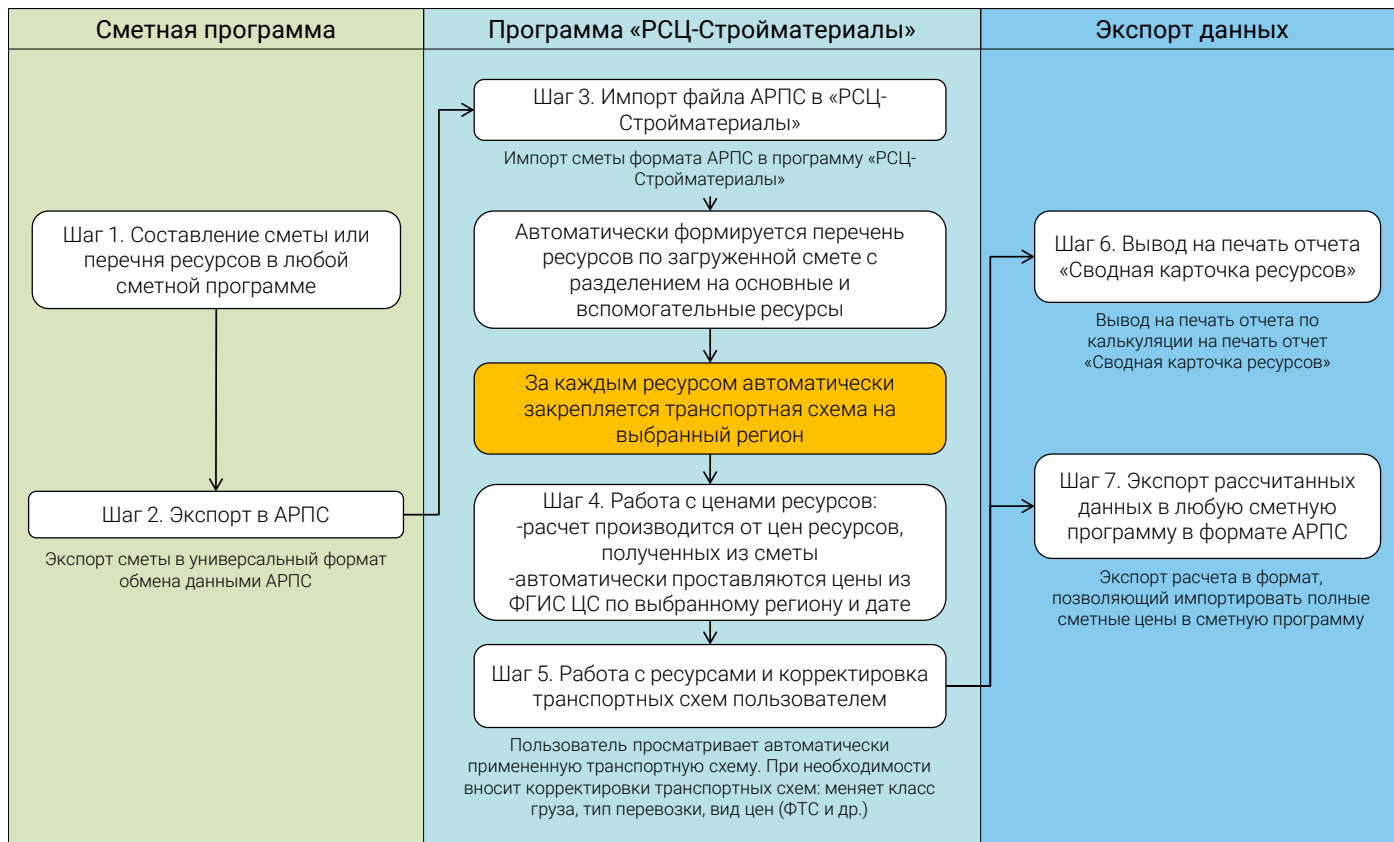 Сметная программа
Программа «РСЦ-Стройматериалы»
Экспорт данных
Шаг 1. Составление сметы или
перечня ресурсов в любой
сметной программе
Шаг 2. Экспорт в АРПС
Экспорт сметы в универсальный формат
обмена данными АРПС
Шаг 3. Импорт файла АРПС в «РСЦ-
Стройматериалы»
Импорт сметы формата АРПС в программу «РСЦ-
Стройматериалы»
Автоматически формируется перечень
ресурсов по загруженной смете с
разделением на основные и
вспомогательные ресурсы
За каждым ресурсом автоматически
закрепляется транспортная схема на
выбранный регион
Шаг 4. Работа с ценами ресурсов:
-расчет производится от цен ресурсов,
полученных из сметы
-автоматически проставляются цены из
ФГИС ЦС по выбранному региону и дате
Шаг 5. Работа с ресурсами и корректировка
транспортных схем пользователем
Пользователь просматривает автоматически
примененную транспортную схему. При необходимости
вносит корректировки транспортных схем: меняет класс
груза, тип перевозки, вид цен (ФТС и др.)
Шаг 6. Вывод на печать отчета
«Сводная карточка ресурсов»
Вывод на печать отчета по
калькуляции на печать отчет
«Сводная карточка ресурсов»
Шаг 7. Экспорт рассчитанных
данных в любую сметную
программу в формате АРПС
Экспорт расчета в формат,
позволяющий импортировать полные
сметные цены в сметную программу